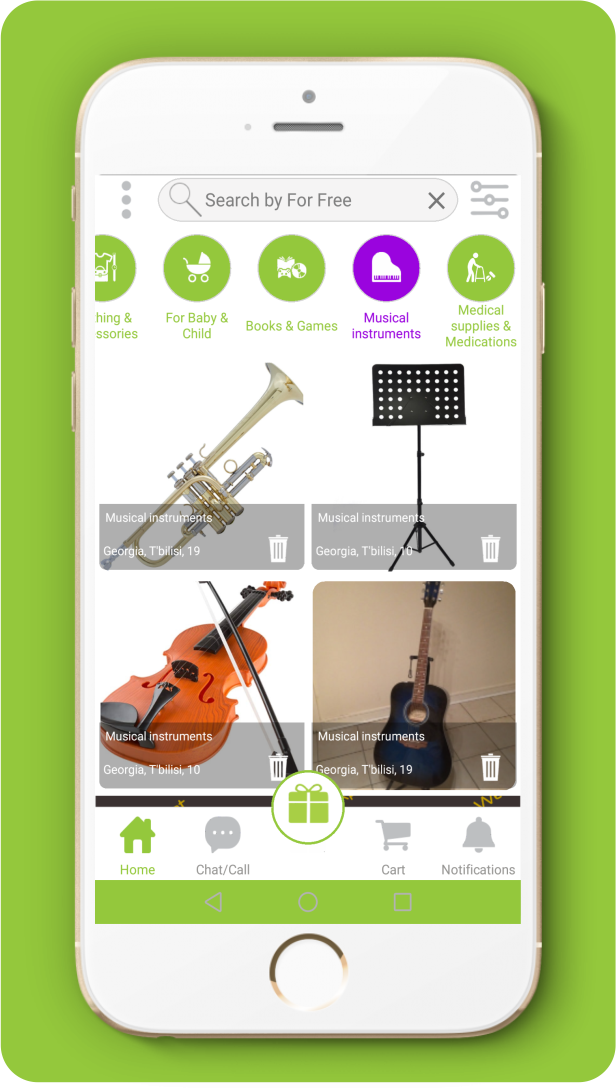 Search by For Free
hing &
ssories
For Baby &
Child
Books & Games
Musical
instruments
Medical
supplies &
Medications
Musical instruments
Georgia, T'bilisi, 19
Musical instruments
Georgia, T'bilisi, 10
Musical instruments
Georgia, T'bilisi, 10
Musical instruments
Georgia, T'bilisi, 19
Home
Chat/Call
Cart
Notifications